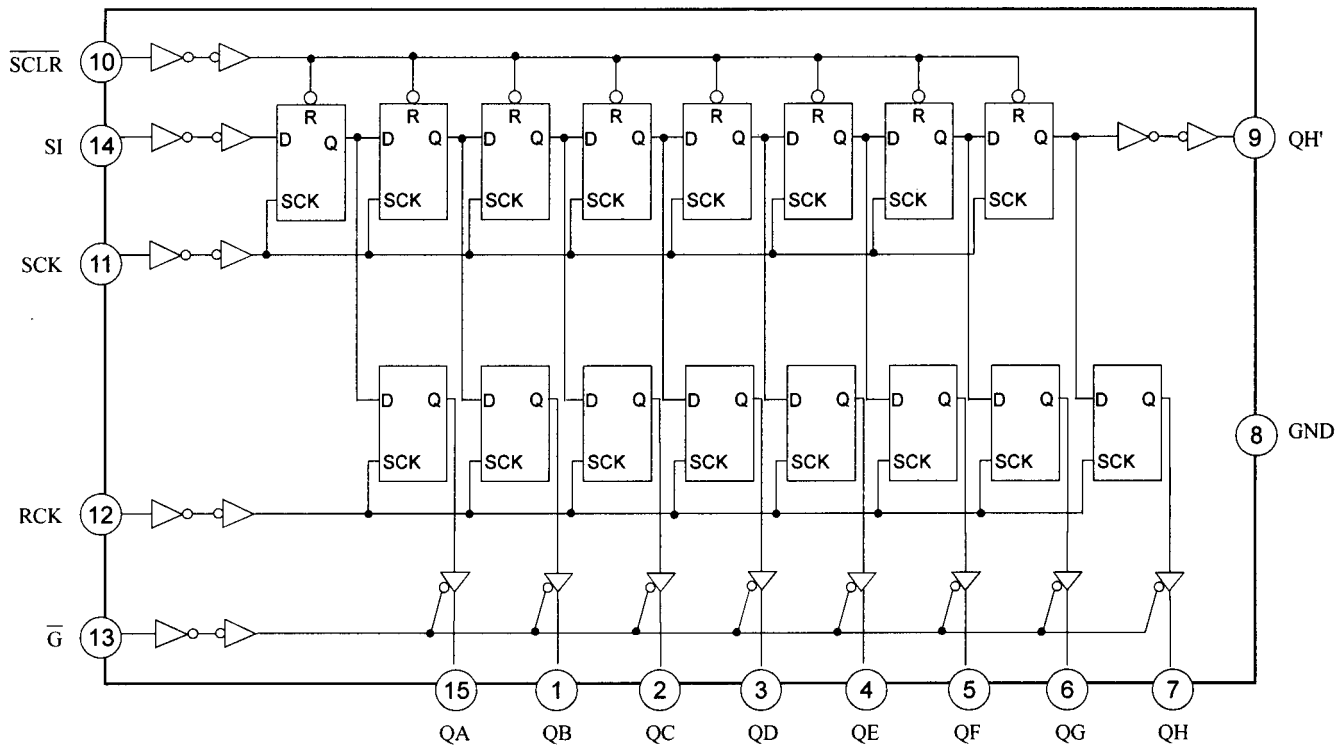 S̅C̅L̅R̅ 10
R R R R R R R R
SI 14 D Q D Q D Q D Q D Q D Q D Q D Q 9 QH'
SCK SCK SCK SCK SCK SCK SCK SCK
SCK 11
D Q D Q D Q D Q D Q D Q D Q D Q
8 GND
SCK SCK SCK SCK SCK SCK SCK SCK
RCK 12
G̅ 13
15 1 2 3 4 5 6 7
QA QB QC QD QE QF QG QH